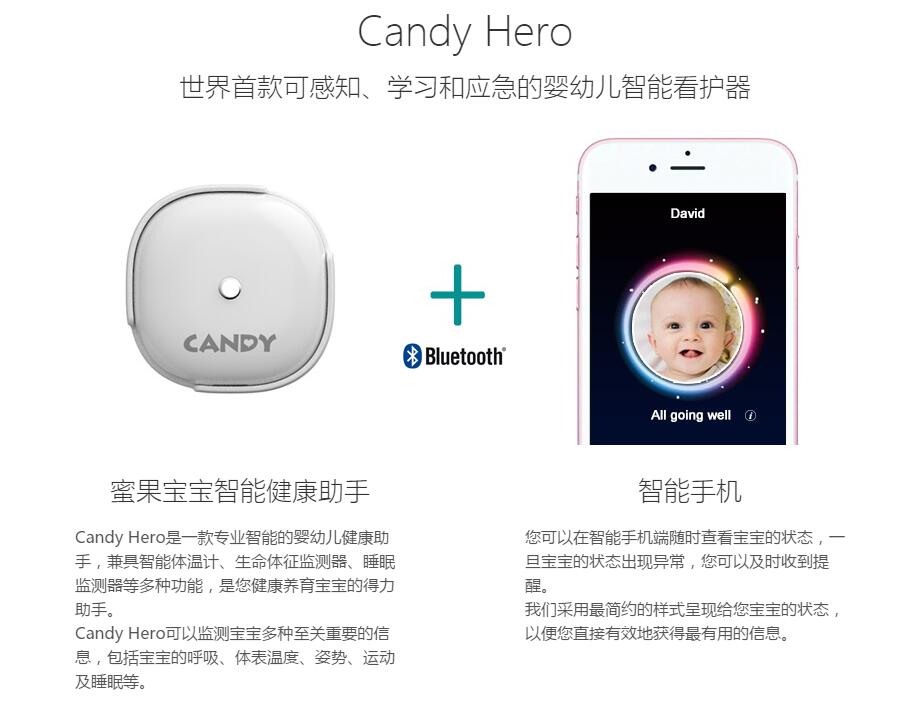 Candy Hero
世界首款可感知、学习和应急的婴幼儿智能看护器
CANDY
Bluetooth®
David
All going well
蜜果宝宝智能健康助手
Candy Hero是一款专业智能的婴幼儿健康助
手，兼具智能体温计、生命体征监测器、睡眠
监测器等多种功能，是您健康养育宝宝的得力
助手。
Candy Hero可以监测宝宝多种至关重要的信
息，包括宝宝的呼吸、体表温度、姿势、运动
及睡眠等。
智能手机
您可以在智能手机端随时查看宝宝的状态，一
旦宝宝的状态出现异常，您可以及时收到提
醒。
我们采用最简约的样式呈现给您宝宝的状态，
以便您直接有效地获得最有用的信息。